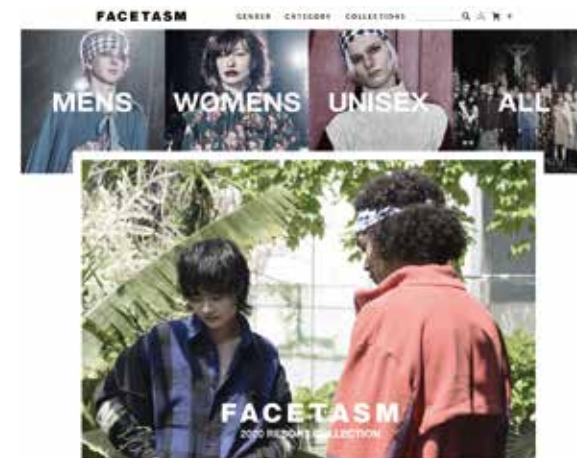 FACETASM
GENDER CATEGORY COLLECTIONS
MENS WOMENS UNISEX ALL
FACETASM
2020 RESORT COLLECTION